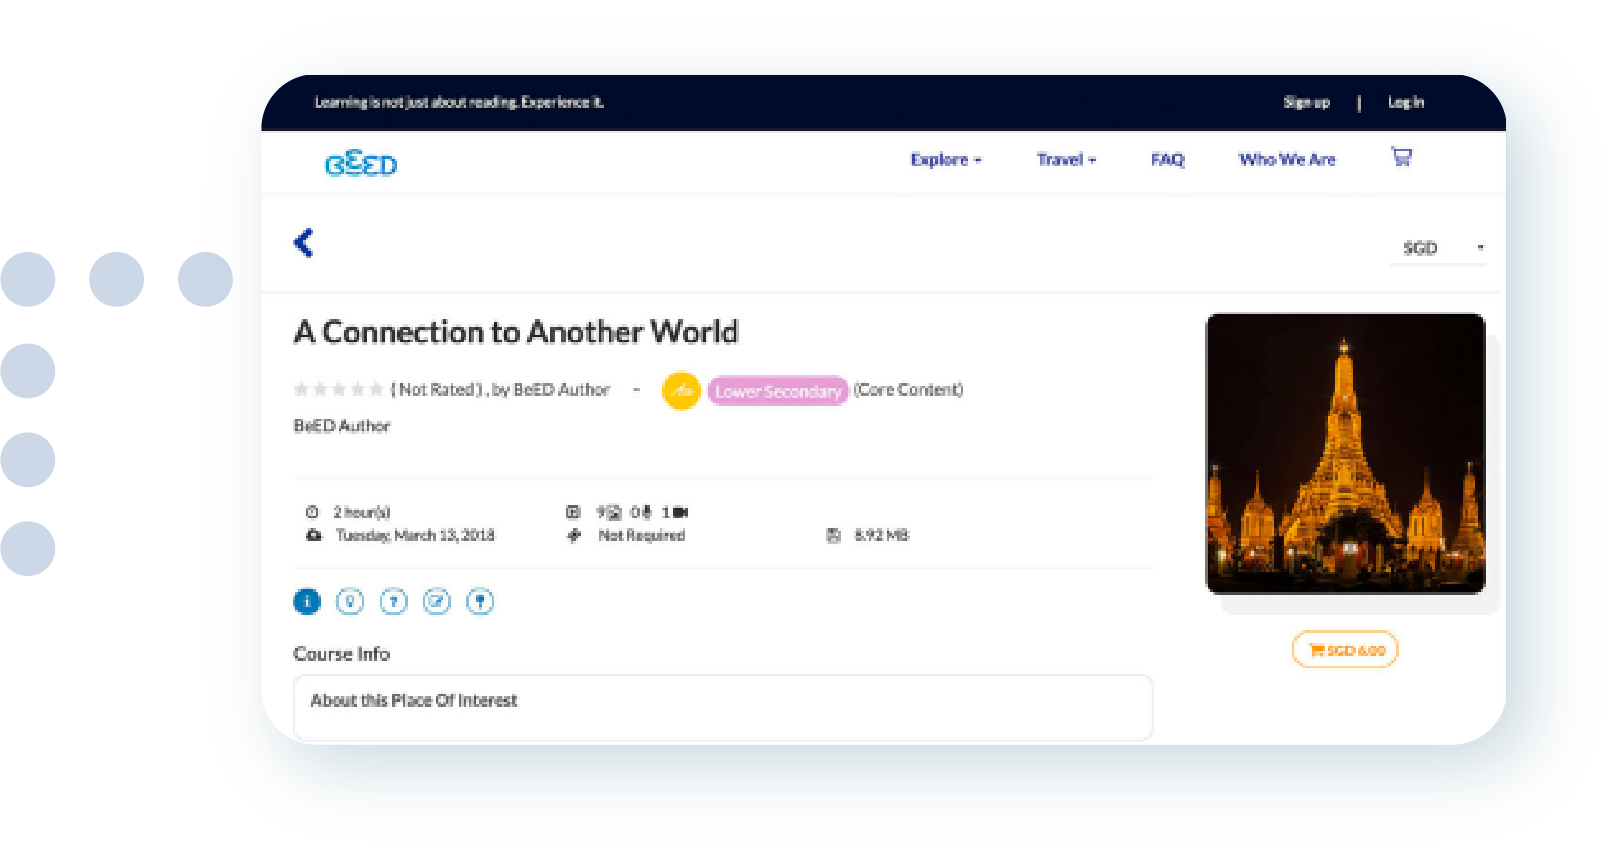 Learning is not just about reading. Experience it.
Sign up | Log in
BEED
Explore
Travel
FAQ
Who We Are
SGD
A Connection to Another World
( Not Rated ) , by BeED Author -
Lower Secondary (Core Content)
BeED Author
2 hour(s)
9 0 1
Tuesday, March 13, 2018
Not Required
8.92 MB
Course Info
SGD 6.00
About this Place Of Interest